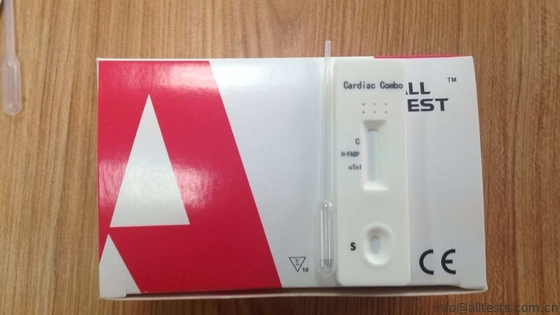 Cardiac Combo
ALL
TEST
TM
C
H-FABP
cTnI
S
Σ
10
CE
info@alltests.com.cn